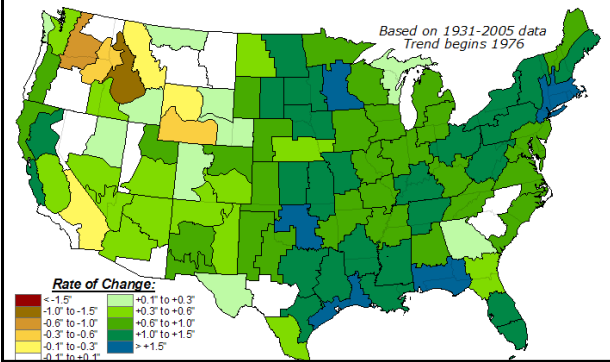 Based on 1931-2005 data
Trend begins 1976
Rate of Change:
< -1.5"
-1.0" to -1.5"
-0.6" to -1.0"
-0.3" to -0.6"
-0.1" to -0.3"
-0.1" to +0.1"
+0.1" to +0.3"
+0.3" to +0.6"
+0.6" to +1.0"
+1.0" to +1.5"
> +1.5"